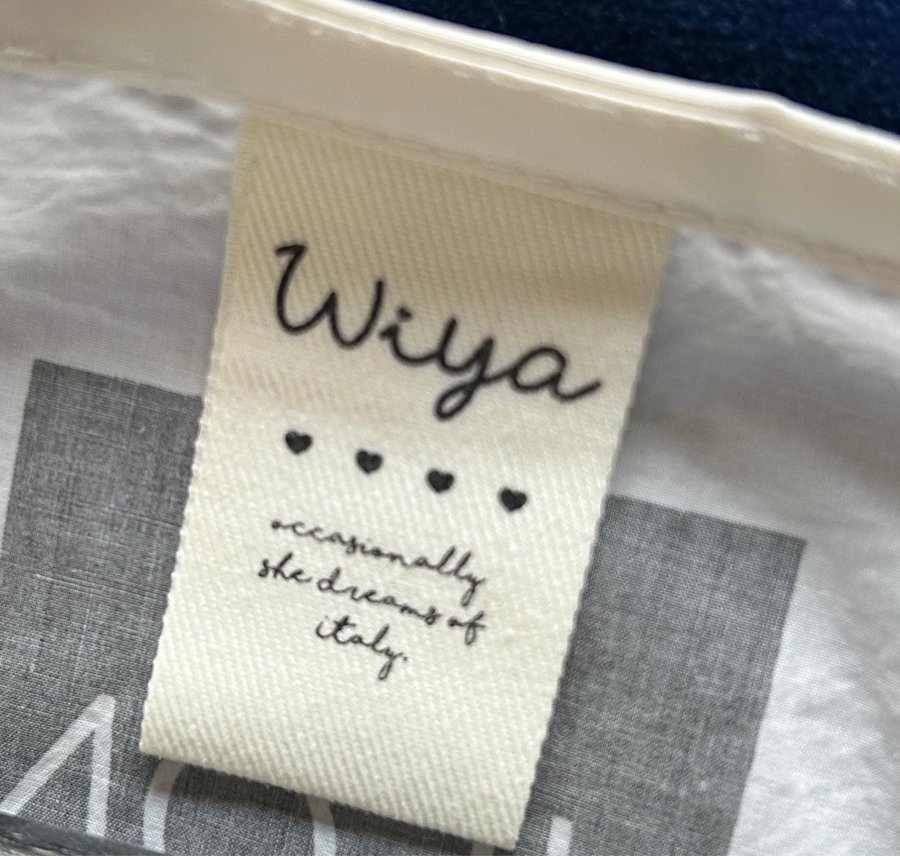 Wiya
occasionally
she dreams of
italy.